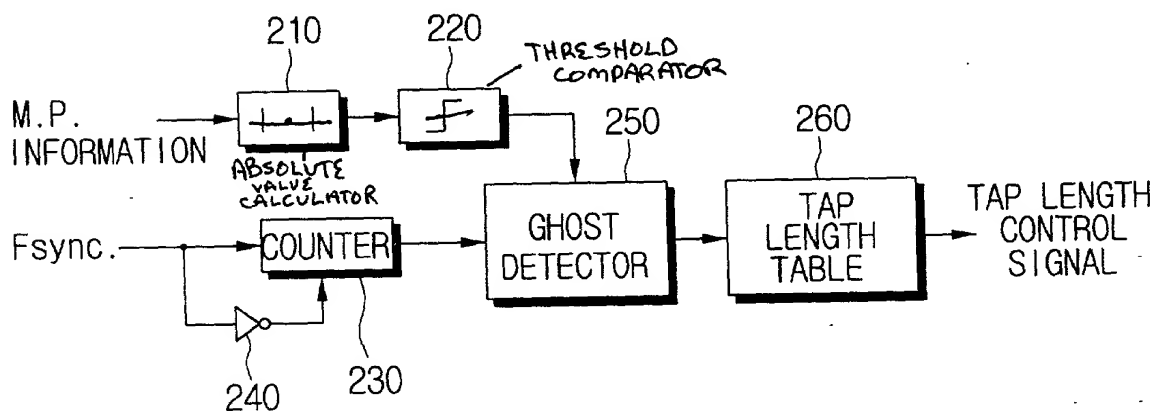 210
220
THRESHOLD
COMPARATOR
M.P.
INFORMATION
ABSOLUTE
VALUE
CALCULATOR
250
260
Fsync.
COUNTER
GHOST
DETECTOR
TAP
LENGTH
TABLE
TAP LENGTH
CONTROL
SIGNAL
240
230